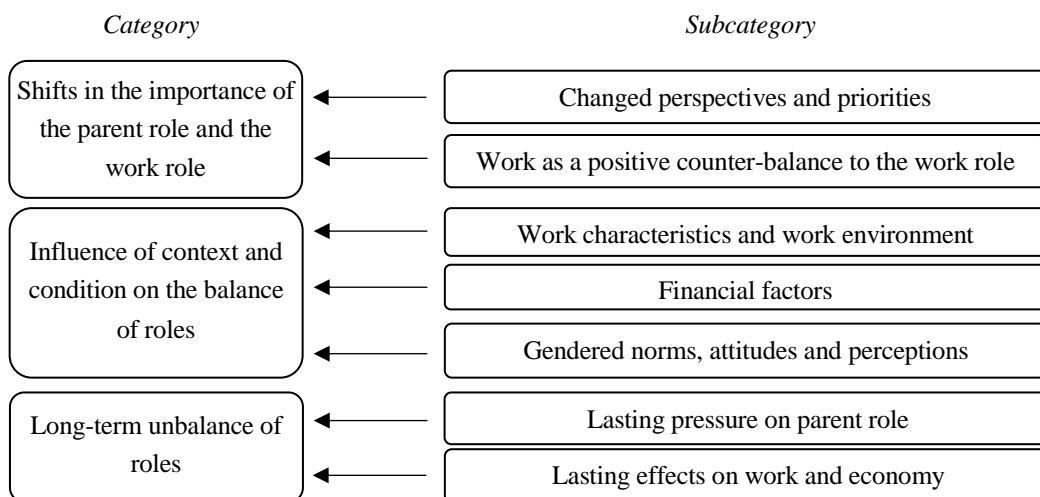 Category
Subcategory
Shifts in the importance of
the parent role and the
work role
Changed perspectives and priorities
Work as a positive counter-balance to the work role
Influence of context and
condition on the balance
of roles
Work characteristics and work environment
Financial factors
Gendered norms, attitudes and perceptions
Long-term unbalance of
roles
Lasting pressure on parent role
Lasting effects on work and economy